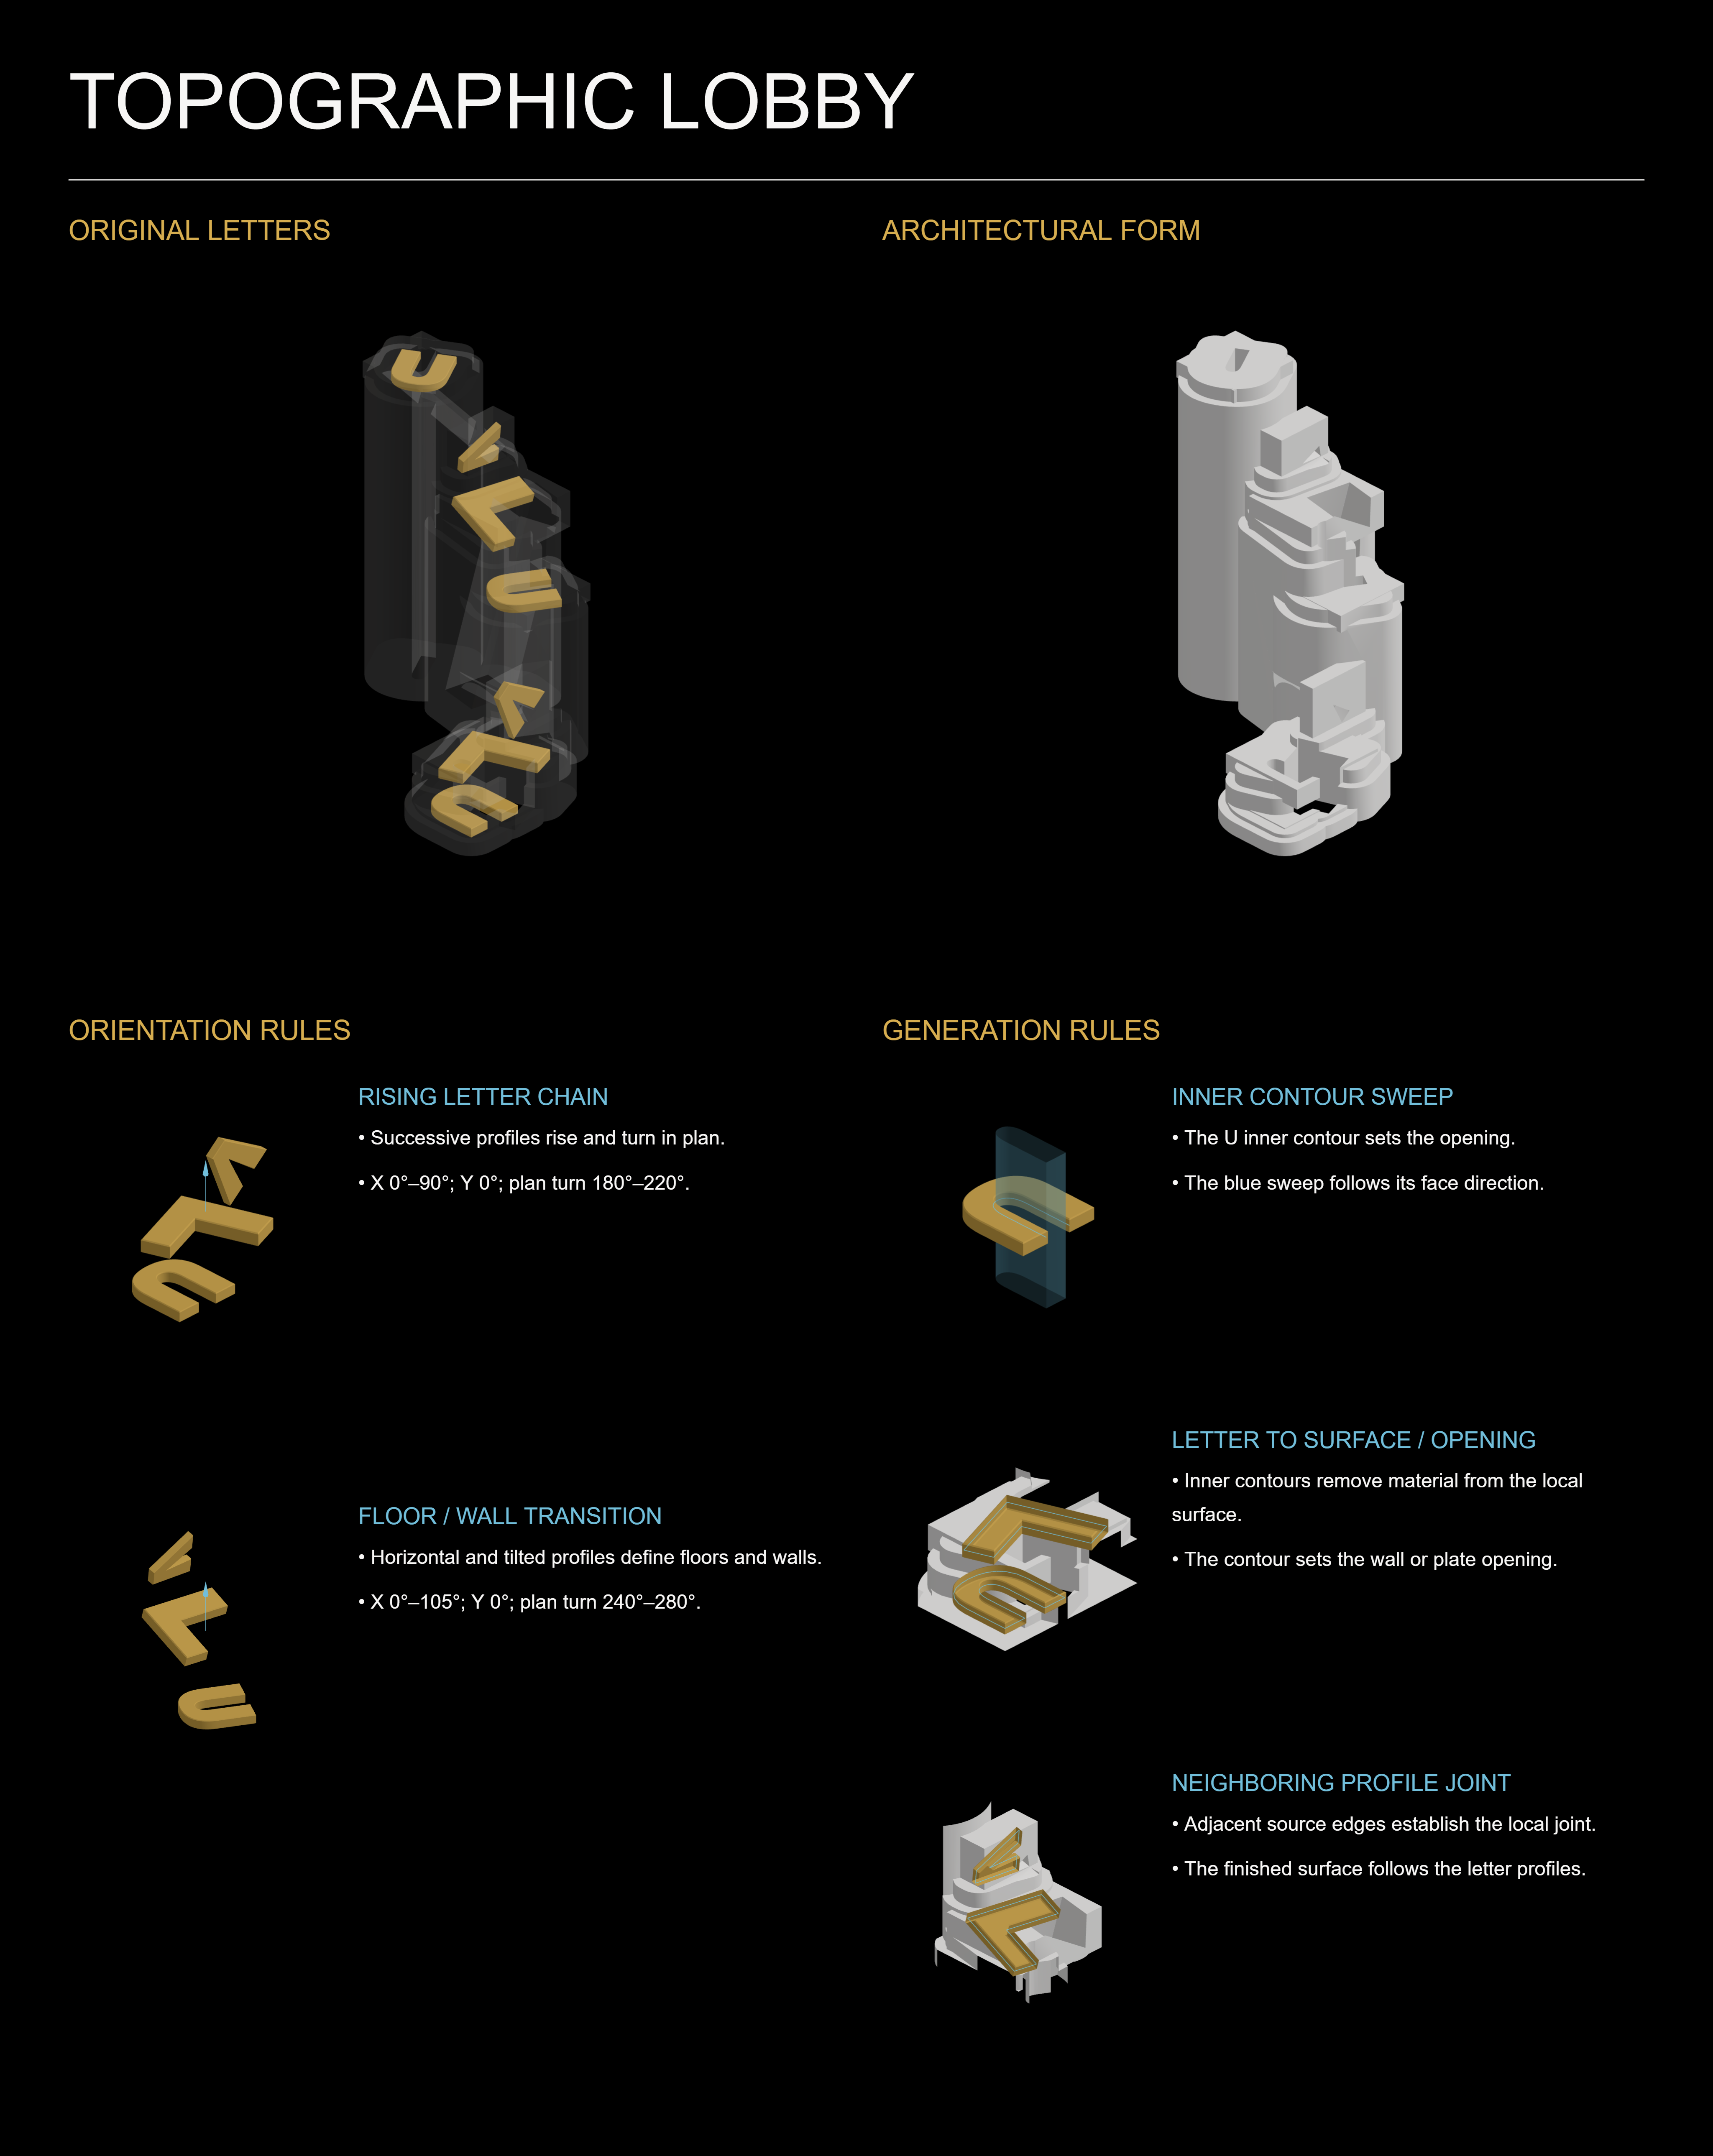 TOPOGRAPHIC LOBBY
ORIGINAL LETTERS
ARCHITECTURAL FORM
ORIENTATION RULES
RISING LETTER CHAIN
• Successive profiles rise and turn in plan.
• X 0°–90°; Y 0°; plan turn 180°–220°.
FLOOR / WALL TRANSITION
• Horizontal and tilted profiles define floors and walls.
• X 0°–105°; Y 0°; plan turn 240°–280°.
GENERATION RULES
INNER CONTOUR SWEEP
• The U inner contour sets the opening.
• The blue sweep follows its face direction.
LETTER TO SURFACE / OPENING
• Inner contours remove material from the local
surface.
• The contour sets the wall or plate opening.
NEIGHBORING PROFILE JOINT
• Adjacent source edges establish the local joint.
• The finished surface follows the letter profiles.